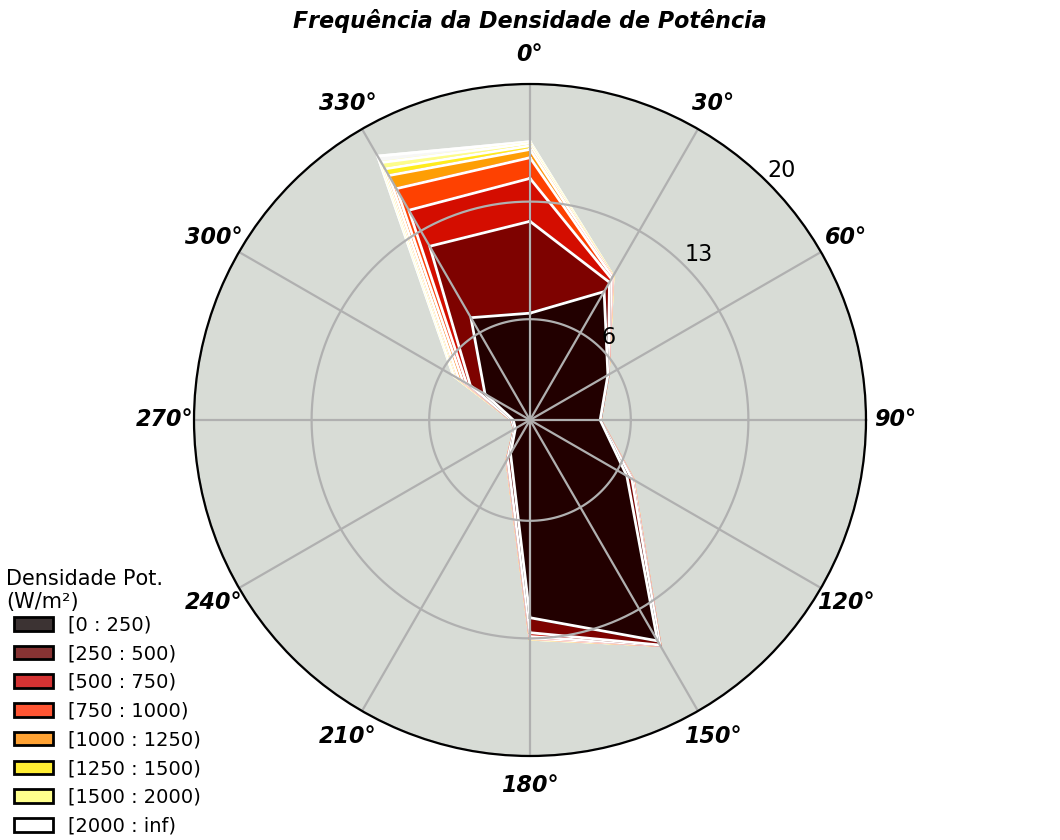 Frequência da Densidade de Potência
0°
30°
60°
90°
120°
150°
180°
210°
240°
270°
300°
330°
6
13
20
Densidade Pot.
(W/m²)
[0 : 250)
[250 : 500)
[500 : 750)
[750 : 1000)
[1000 : 1250)
[1250 : 1500)
[1500 : 2000)
[2000 : inf)